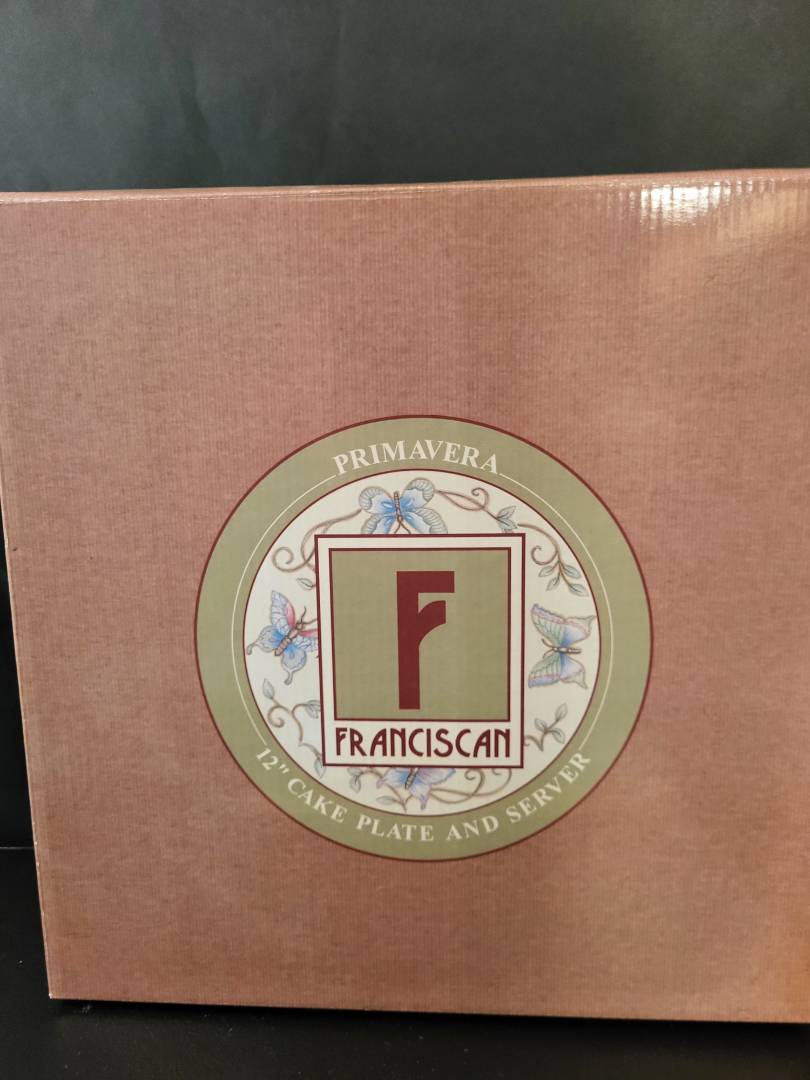 PRIMAVERA
F
FRANCISCAN
12" CAKE PLATE AND SERVER